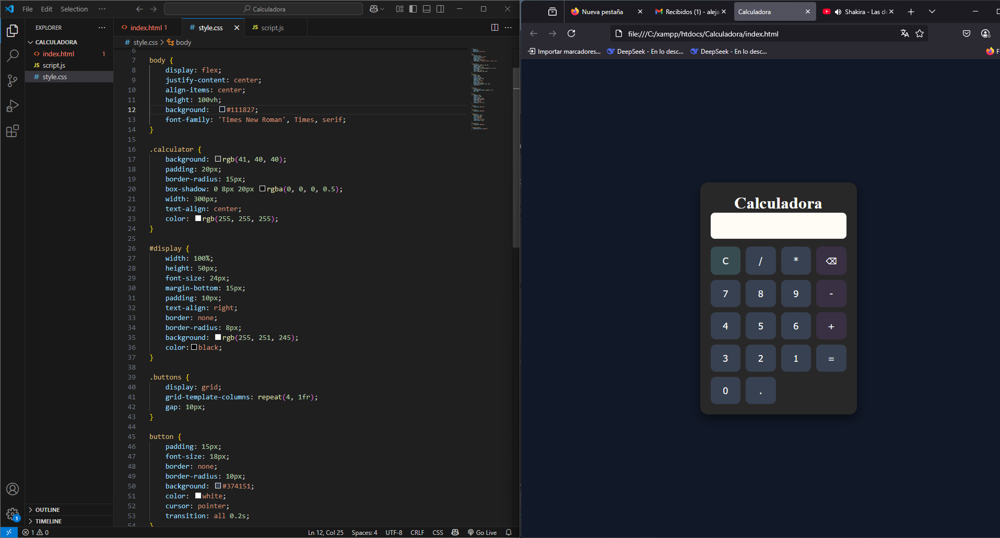 File Edit Selection ··· Calculadora
EXPLORER ···
CALCULADORA
index.html 1
script.js
style.css
OUTLINE
TIMELINE
index.html 1 style.css script.js ···
style.css > body
6
7 body {
8 display: flex;
9 justify-content: center;
10 align-items: center;
11 height: 100vh;
12 background: #111827;
13 font-family: 'Times New Roman', Times, serif;
14 }
15
16 .calculator {
17 background: rgb(41, 40, 40);
18 padding: 20px;
19 border-radius: 15px;
20 box-shadow: 0 8px 20px rgba(0, 0, 0, 0.5);
21 width: 300px;
22 text-align: center;
23 color: rgb(255, 255, 255);
24 }
25
26 #display {
27 width: 100%;
28 height: 50px;
29 font-size: 24px;
30 margin-bottom: 15px;
31 padding: 10px;
32 text-align: right;
33 border: none;
34 border-radius: 8px;
35 background: rgb(255, 251, 245);
36 color: black;
37 }
38
39 .buttons {
40 display: grid;
41 grid-template-columns: repeat(4, 1fr);
42 gap: 10px;
43 }
44
45 button {
46 padding: 15px;
47 font-size: 18px;
48 border: none;
49 border-radius: 10px;
50 background: #374151;
51 color: white;
52 cursor: pointer;
53 transition: all 0.2s;
54 }
1
1 0 Ln 12, Col 25 Spaces: 4 UTF-8 CRLF CSS Go Live
Nueva pestaña Recibidos (1) - aleja Calculadora Shakira - Las de
file:///C:/xampp/htdocs/Calculadora/index.html
Importar marcadores... DeepSeek - En lo desc... DeepSeek - En lo desc... F
Calculadora
C / * ⌫
7 8 9 -
4 5 6 +
3 2 1 =
0 .